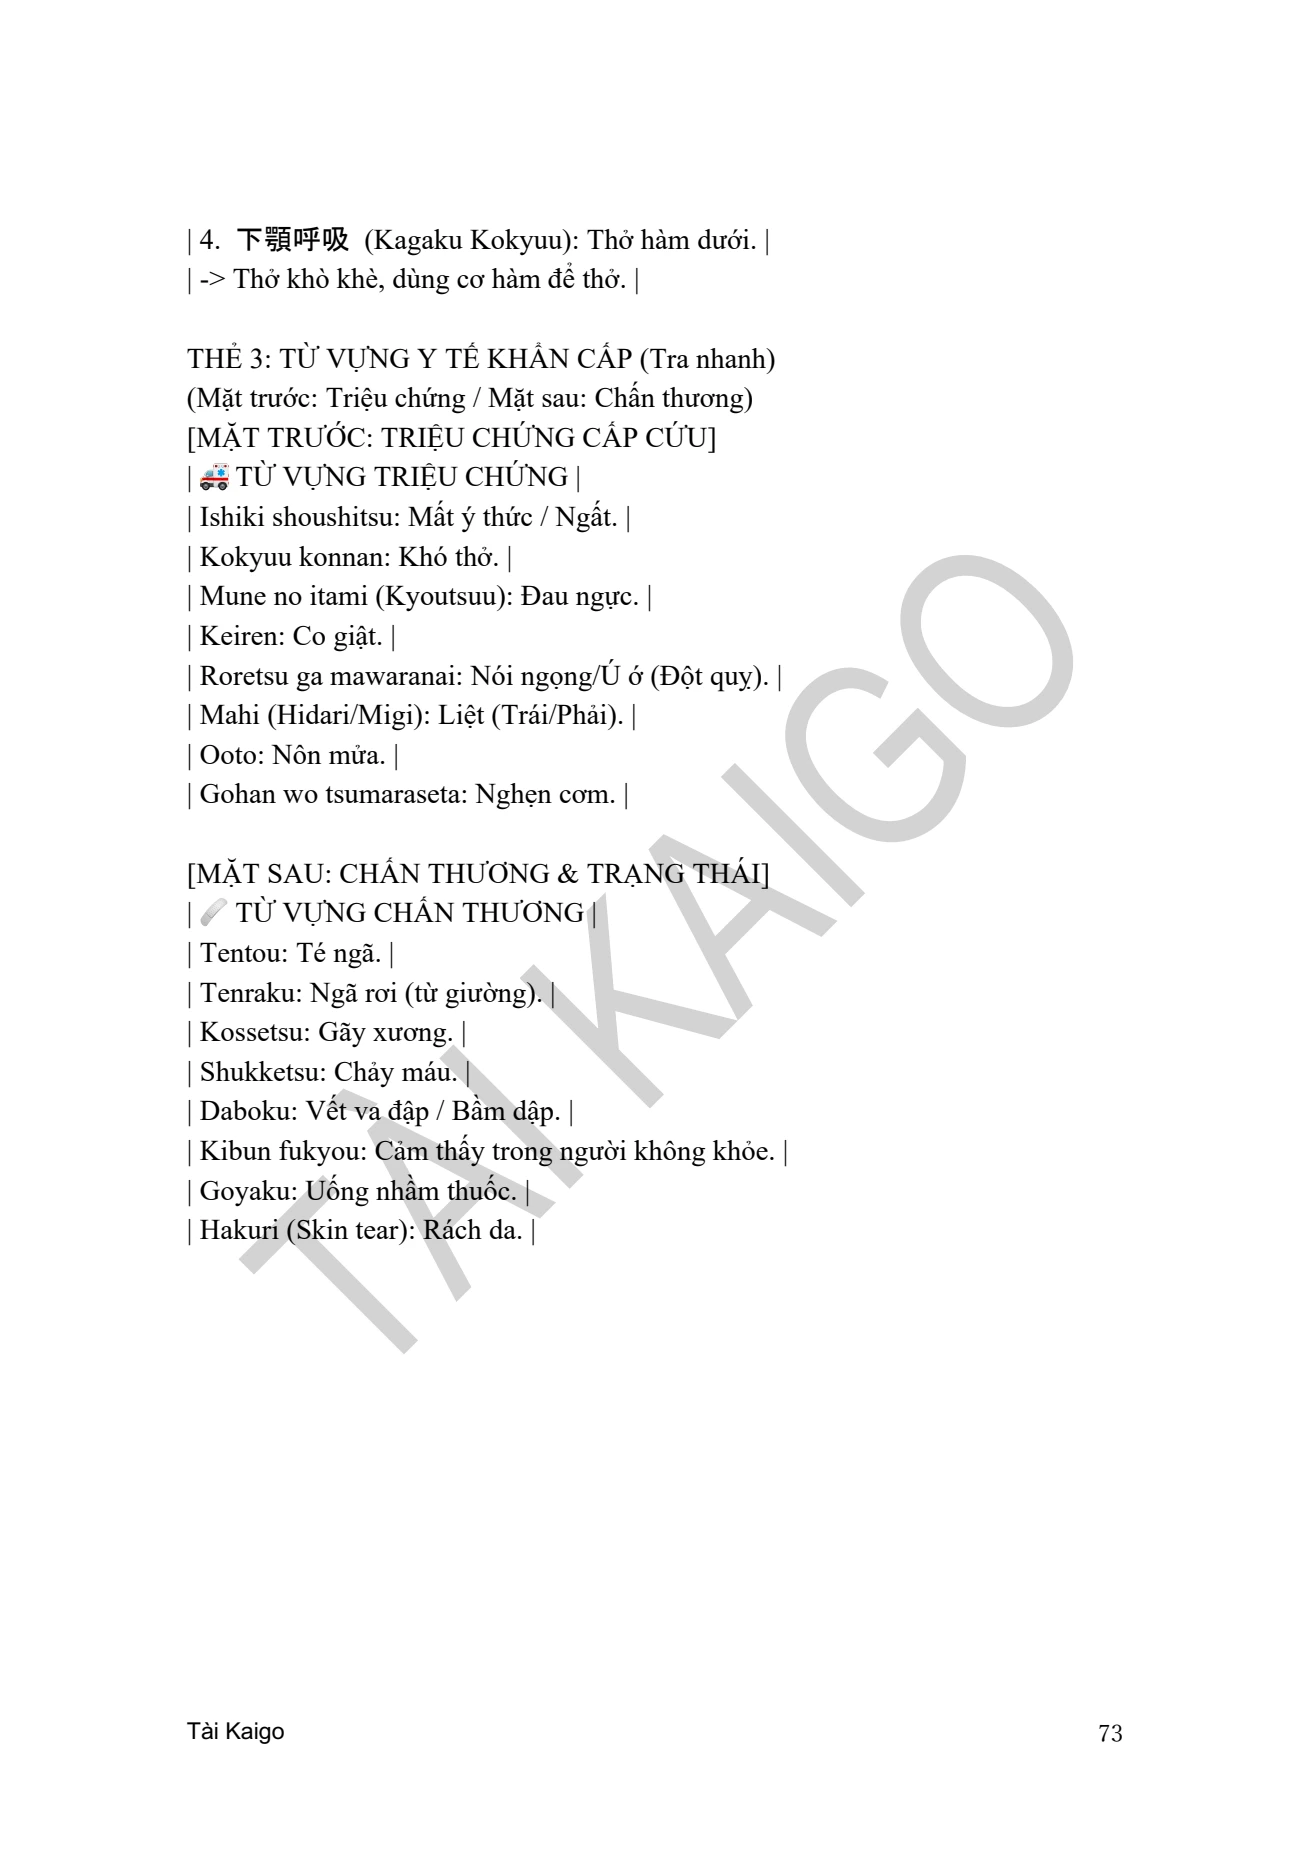 | 4. 下顎呼吸 (Kagaku Kokyuu): Thở hàm dưới. |
| -> Thở khò khè, dùng cơ hàm để thở. |
THẺ 3: TỪ VỰNG Y TẾ KHẨN CẤP (Tra nhanh)
(Mặt trước: Triệu chứng / Mặt sau: Chấn thương)
[MẶT TRƯỚC: TRIỆU CHỨNG CẤP CỨU]
| 🚑 TỪ VỰNG TRIỆU CHỨNG |
| Ishiki shoushitsu: Mất ý thức / Ngất. |
| Kokyuu konnan: Khó thở. |
| Mune no itami (Kyoutsuu): Đau ngực. |
| Keiren: Co giật. |
| Roretsu ga mawaranai: Nói ngọng/Ú ớ (Đột quỵ). |
| Mahi (Hidari/Migi): Liệt (Trái/Phải). |
| Ooto: Nôn mửa. |
| Gohan wo tsumaraseta: Nghẹn cơm. |
[MẶT SAU: CHẤN THƯƠNG & TRẠNG THÁI]
| 🩹 TỪ VỰNG CHẤN THƯƠNG |
| Tentou: Té ngã. |
| Tenraku: Ngã rơi (từ giường). |
| Kossetsu: Gãy xương. |
| Shukketsu: Chảy máu. |
| Daboku: Vết va đập / Bầm dập. |
| Kibun fukyou: Cảm thấy trong người không khỏe. |
| Goyaku: Uống nhầm thuốc. |
| Hakuri (Skin tear): Rách da. |
TÀI KAIGO
Tài Kaigo 73